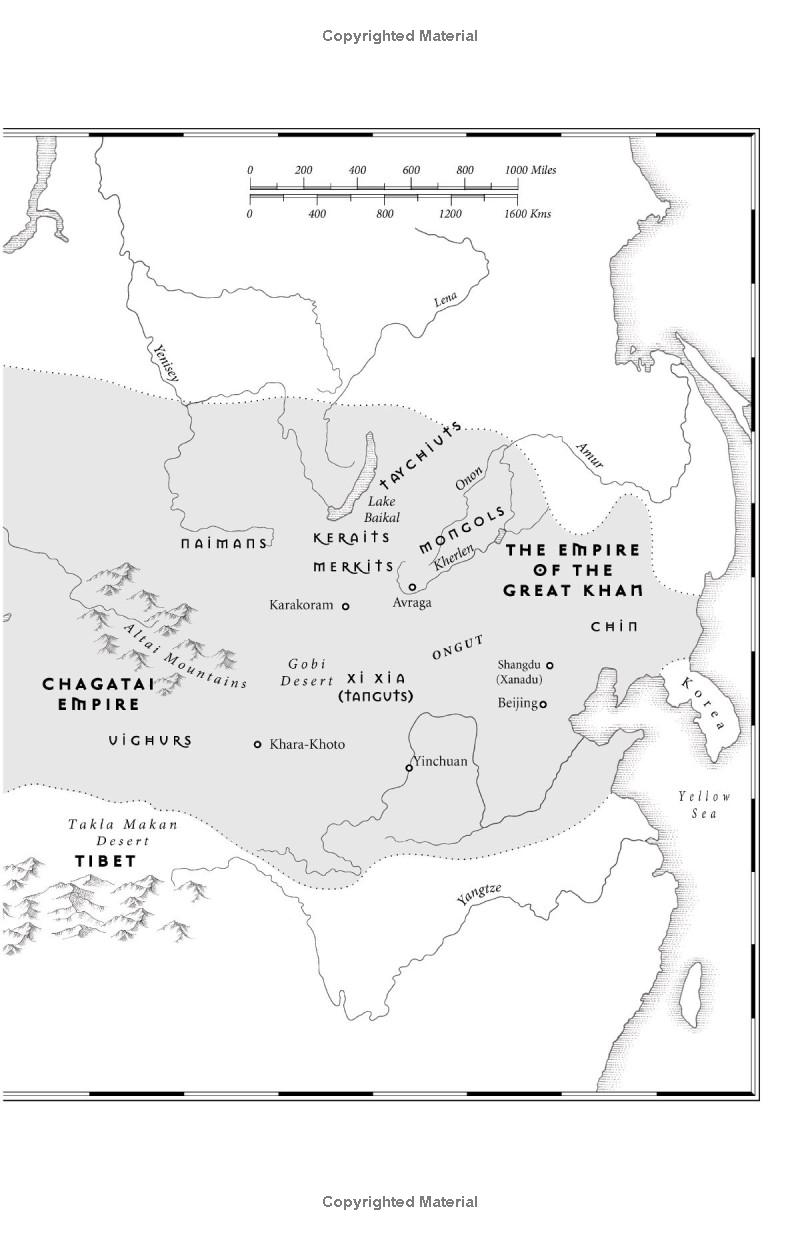 Copyrighted Material
0 200 400 600 800 1000 Miles
0 400 800 1200 1600 Kms
Lena
Yenisey
TAYCHIUTS
Amur
Onon
Lake
Baikal
MONGOLS
KERAITS
NAIMANS
Kherlen
THE EMPIRE
OF THE
GREAT KHAN
MERKITS
Karakoram
Avraga
CHIN
Altai Mountains
ONGUT
Gobi
Desert
XI XIA
(TANGUTS)
Shangdu
(Xanadu)
Beijing
Korea
CHAGATAI
EMPIRE
UIGHURS
Khara-Khoto
Yinchuan
Yellow
Sea
Takla Makan
Desert
TIBET
Yangtze
Copyrighted Material